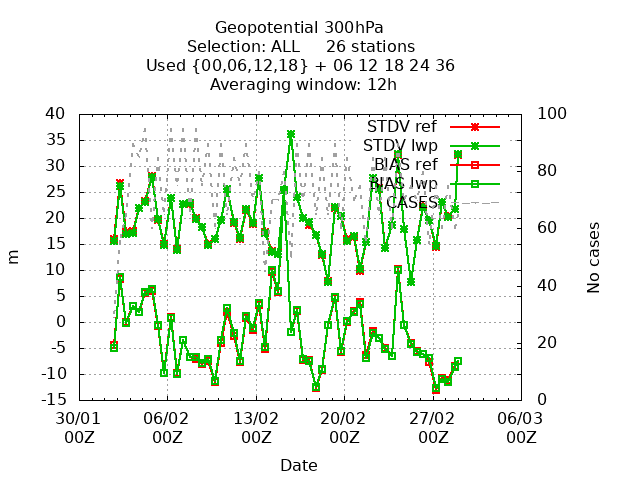 Geopotential 300hPa
Selection: ALL     26 stations
Used {00,06,12,18} + 06 12 18 24 36
Averaging window: 12h
STDV ref
STDV lwp
BIAS ref
BIAS lwp
CASES
40
35
30
25
20
15
10
5
0
-5
-10
-15
m
100
80
60
40
20
0
No cases
30/01 06/02 13/02 20/02 27/02 06/03
00Z 00Z 00Z 00Z 00Z 00Z
Date